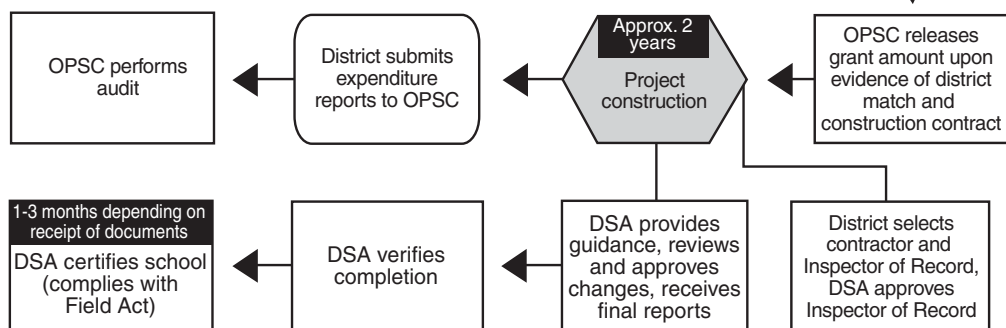 OPSC performs
audit
District submits
expenditure
reports to OPSC
Approx. 2
years
Project
construction
OPSC releases
grant amount upon
evidence of district
match and
construction contract
1-3 months depending on
receipt of documents
DSA certifies school
(complies with
Field Act)
DSA verifies
completion
DSA provides
guidance, reviews
and approves
changes, receives
final reports
District selects
contractor and
Inspector of Record,
DSA approves
Inspector of Record